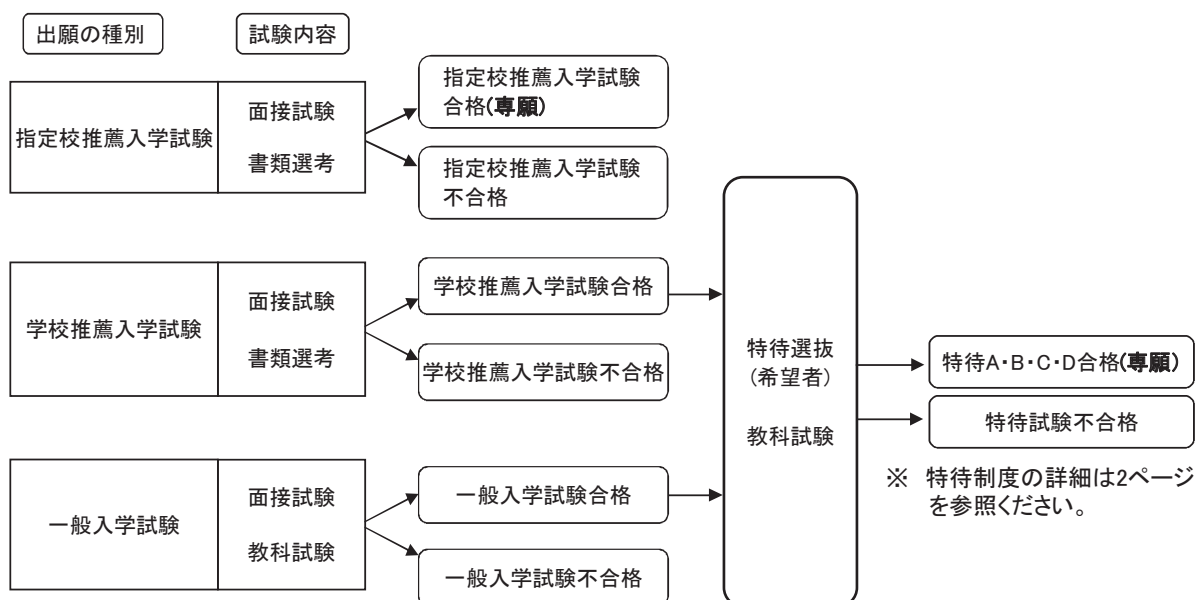 出願の種別
試験内容
指定校推薦入学試験
面接試験
書類選考
指定校推薦入学試験
合格(専願)
指定校推薦入学試験
不合格
学校推薦入学試験
面接試験
書類選考
学校推薦入学試験合格
学校推薦入学試験不合格
一般入学試験
面接試験
教科試験
一般入学試験合格
一般入学試験不合格
特待選抜
(希望者)
教科試験
特待A・B・C・D合格(専願)
特待試験不合格
※ 特待制度の詳細は2ページ
を参照ください。